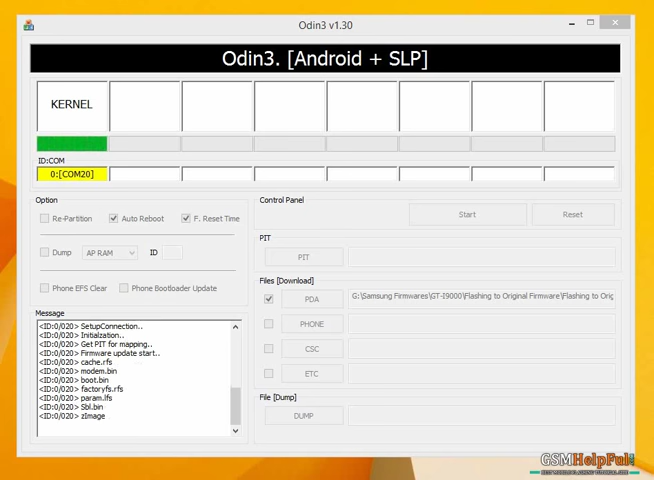 Odin3 v1.30
Odin3. [Android + SLP]
KERNEL
ID:COM
0:[COM20]
Option
Re-Partition Auto Reboot F. Reset Time
Dump AP RAM ID
Phone EFS Clear Phone Bootloader Update
Message
<ID:0/020> SetupConnection..
<ID:0/020> Initialzation..
<ID:0/020> Get PIT for mapping..
<ID:0/020> Firmware update start..
<ID:0/020> cache.rfs
<ID:0/020> modem.bin
<ID:0/020> boot.bin
<ID:0/020> factoryfs.rfs
<ID:0/020> param.lfs
<ID:0/020> Sbl.bin
<ID:0/020> zImage
Control Panel
Start Reset
PIT
PIT
Files [Download]
PDA G:\Samsung Firmwares\GT-I9000\Flashing to Original Firmware\Flashing to Orig
PHONE
CSC
ETC
File [Dump]
DUMP
GSMHelpFul